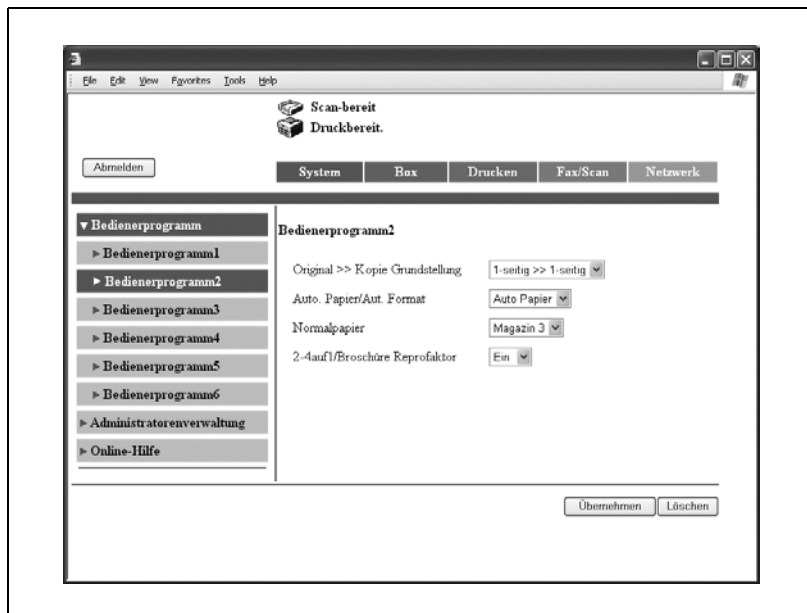 File Edit View Favorites Tools Help
Scan-bereit
Druckbereit.
Abmelden
System Box Drucken Fax/Scan Netzwerk
▼ Bedienerprogramm
▶ Bedienerprogramm1
▶ Bedienerprogramm2
▶ Bedienerprogramm3
▶ Bedienerprogramm4
▶ Bedienerprogramm5
▶ Bedienerprogramm6
▶ Administratorenverwaltung
▶ Online-Hilfe
Bedienerprogramm2
Original >> Kopie Grundstellung 1-seitig >> 1-seitig
Auto. Papier/Aut. Format Auto Papier
Normalpapier Magazin 3
2-4auf1/Broschüre Reprofaktor Ein
Übernehmen Löschen